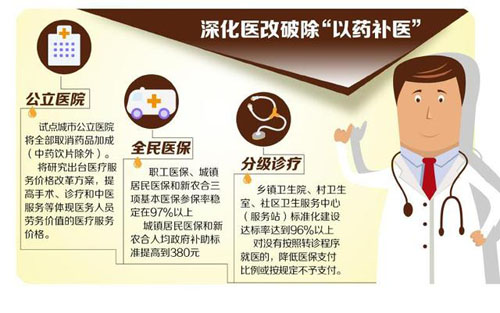 深化医改破除“以药补医”
公立医院
试点城市公立医院
将全部取消药品加成
（中药饮片除外）。
将研究出台医疗服
务价格改革方案，提
高手术、诊疗和中医
服务等体现医务人员
劳务价值的医疗服务
价格。
全民医保
职工医保、城镇
居民医保和新农合三
项基本医保参保率稳
定在97%以上
城镇居民医保和新
农合人均政府补助标
准提高到380元
分级诊疗
乡镇卫生院、村卫生
室、社区卫生服务中心
（服务站）标准化建设
达标率达到96%以上
对没有按照转诊程序
就医的，降低医保支付
比例或按规定不予支付。